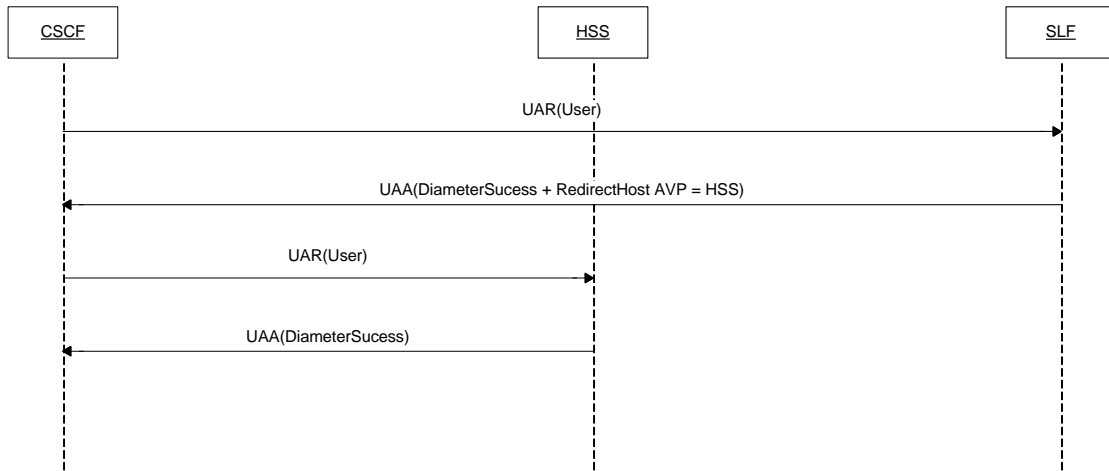 CSCF
HSS
SLF
UAR(User)
UAA(DiameterSucess + RedirectHost AVP = HSS)
UAR(User)
UAA(DiameterSucess)